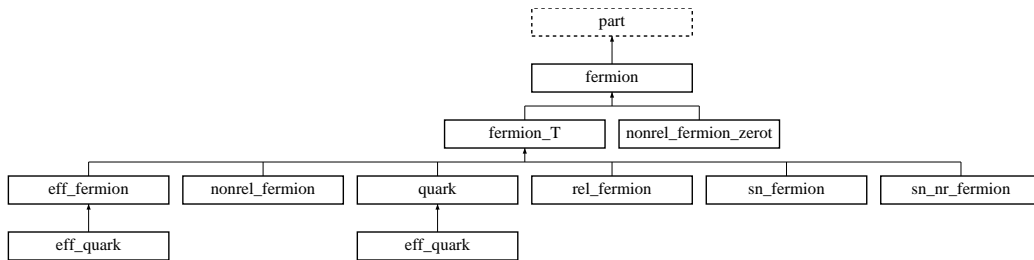 part
fermion
fermion_T nonrel_fermion_zerot
eff_fermion nonrel_fermion quark rel_fermion sn_fermion sn_nr_fermion
eff_quark eff_quark